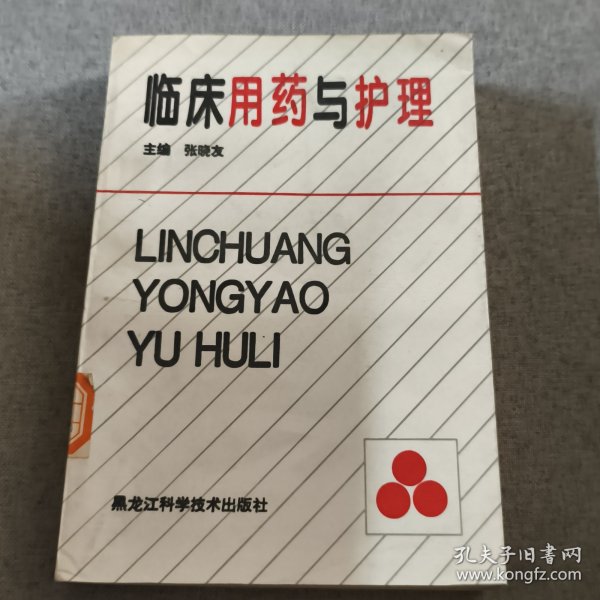 临床用药与护理
主编 张晓友
LINCHUANG
YONGYAO
YU HULI
黑龙江科学技术出版社
孔夫子旧书网
www.kongfz.com